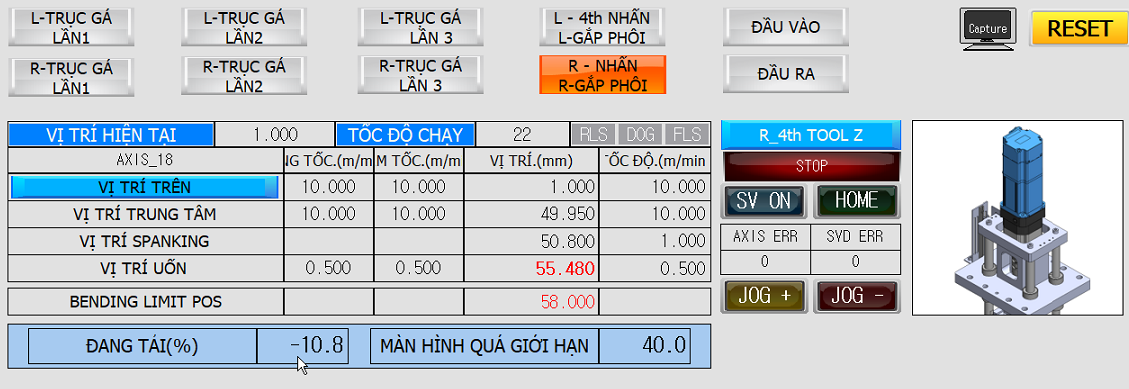 L-TRỤC GÁ LẦN1
L-TRỤC GÁ LẦN2
L-TRỤC GÁ LẦN 3
L - 4th NHẤN L-GẮP PHÔI
ĐẦU VÀO
Capture
RESET
R-TRỤC GÁ LẦN1
R-TRỤC GÁ LẦN2
R-TRỤC GÁ LẦN 3
R - NHẤN R-GẮP PHÔI
ĐẦU RA
VỊ TRÍ HIỆN TẠI 1.000 TỐC ĐỘ CHẠY 22 RLS DOG FLS
AXIS_18 NG TỐC.(m/m M TỐC.(m/m VỊ TRÍ.(mm) ỐC ĐỘ.(m/min
VỊ TRÍ TRÊN 10.000 10.000 1.000 10.000
VỊ TRÍ TRUNG TÂM 10.000 10.000 49.950 10.000
VỊ TRÍ SPANKING 50.800 1.000
VỊ TRÍ UỐN 0.500 0.500 55.480 0.500
BENDING LIMIT POS 58.000
ĐANG TẢI(%) -10.8 MÀN HÌNH QUÁ GIỚI HẠN 40.0
R_4th TOOL Z
STOP
SV ON HOME
AXIS ERR SVD ERR
0 0
JOG + JOG -